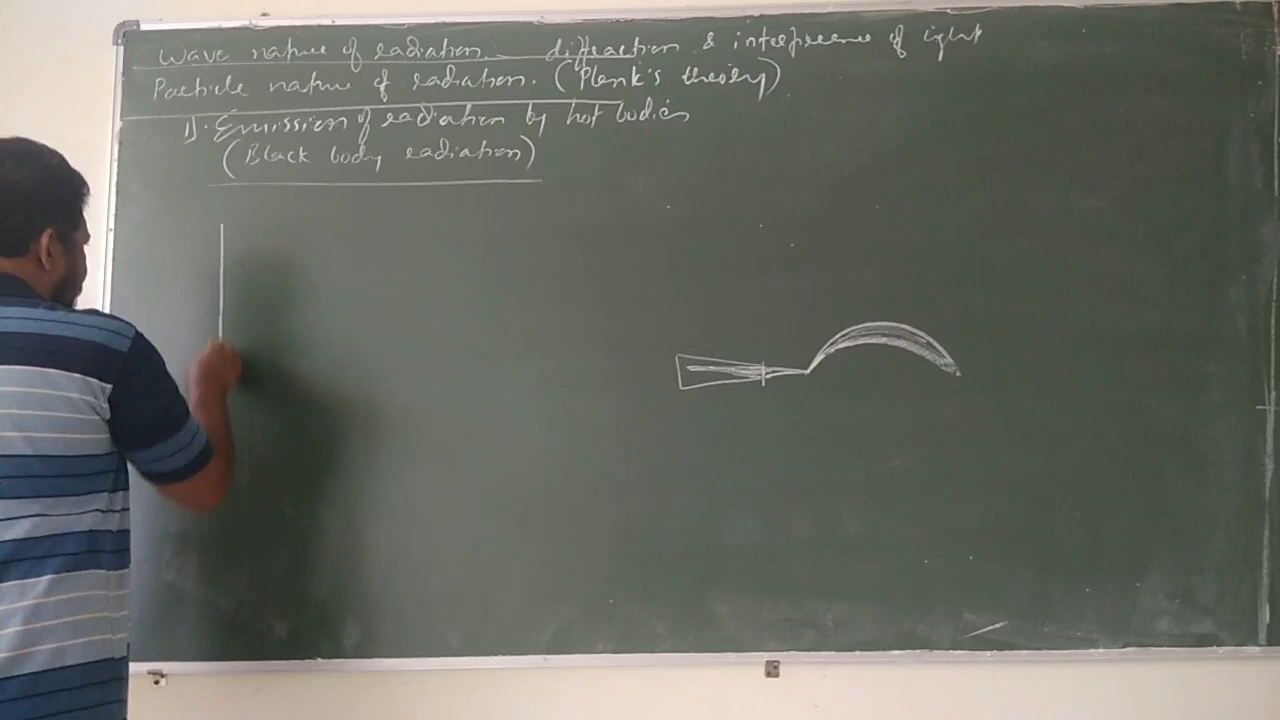 Wave nature of radiation. — diffraction & interference of light
Particle nature of radiation. (Plank's theory)
1). Emission of radiation by hot bodies
(Black body radiation)